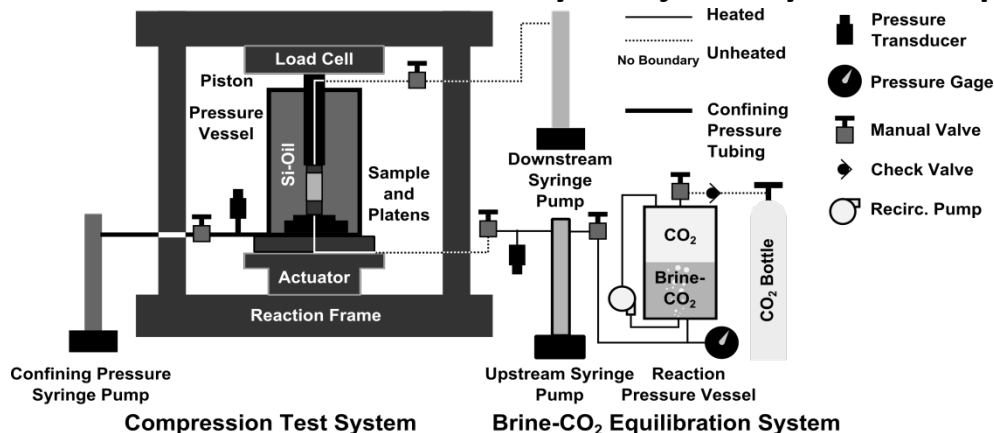 Load Cell
Piston
Pressure
Vessel
Si-Oil
Sample
and
Platens
Actuator
Reaction Frame
Confining Pressure
Syringe Pump
Compression Test System
Downstream
Syringe
Pump
Upstream Syringe
Pump
CO₂
Brine-
CO₂
Reaction
Pressure Vessel
CO₂ Bottle
Brine-CO₂ Equilibration System
Heated
No Boundary
Unheated
Confining
Pressure
Tubing
Pressure
Transducer
Pressure Gage
Manual Valve
Check Valve
Recirc. Pump